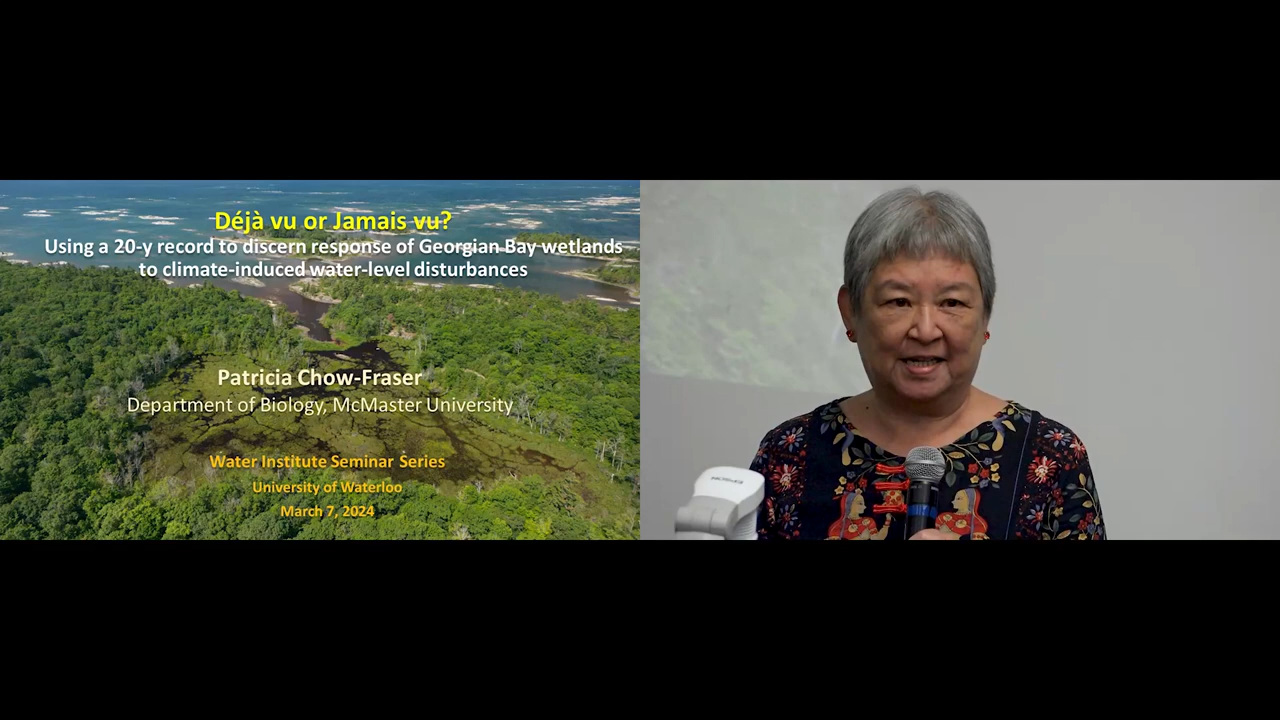 Déjà vu or Jamais vu?
Using a 20-y record to discern response of Georgian Bay wetlands
to climate-induced water-level disturbances
Patricia Chow-Fraser
Department of Biology, McMaster University
Water Institute Seminar Series
University of Waterloo
March 7, 2024